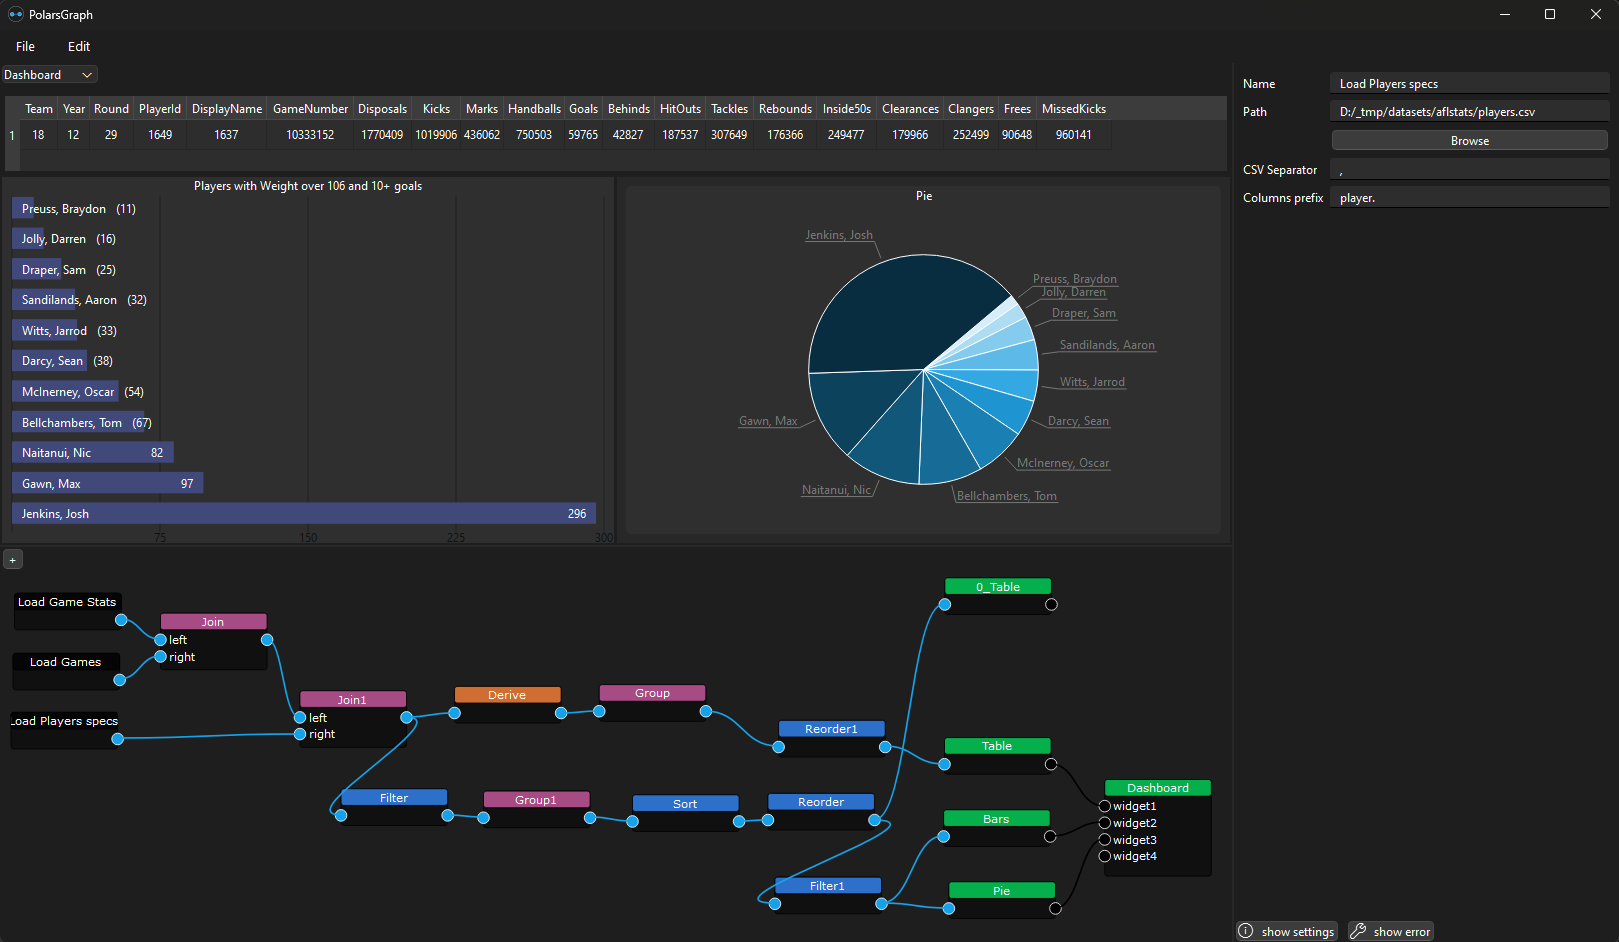 PolarsGraph
File Edit
Dashboard
Team Year Round PlayerId DisplayName GameNumber Disposals Kicks Marks Handballs Goals Behinds HitOuts Tackles Rebounds Inside50s Clearances Clangers Frees MissedKicks
1 18 12 29 1649 1637 10333152 1770409 1019906 436062 750503 59765 42827 187537 307649 176366 249477 179966 252499 90648 960141
Players with Weight over 106 and 10+ goals
Preuss, Braydon (11)
Jolly, Darren (16)
Draper, Sam (25)
Sandilands, Aaron (32)
Witts, Jarrod (33)
Darcy, Sean (38)
McInerney, Oscar (54)
Bellchambers, Tom (67)
Naitanui, Nic 82
Gawn, Max 97
Jenkins, Josh 296
75 150 225 300
Pie
Jenkins, Josh
Preuss, Braydon
Jolly, Darren
Draper, Sam
Sandilands, Aaron
Witts, Jarrod
Darcy, Sean
Gawn, Max
McInerney, Oscar
Naitanui, Nic
Bellchambers, Tom
Name Load Players specs
Path D:/_tmp/datasets/aflstats/players.csv
Browse
CSV Separator ,
Columns prefix player.
+
Load Game Stats
Load Games
Load Players specs
Join
left
right
Join1
left
right
Derive
Group
Reorder1
Filter
Group1
Sort
Reorder
Filter1
0_Table
Table
Bars
Pie
Dashboard
widget1
widget2
widget3
widget4
show settings show error